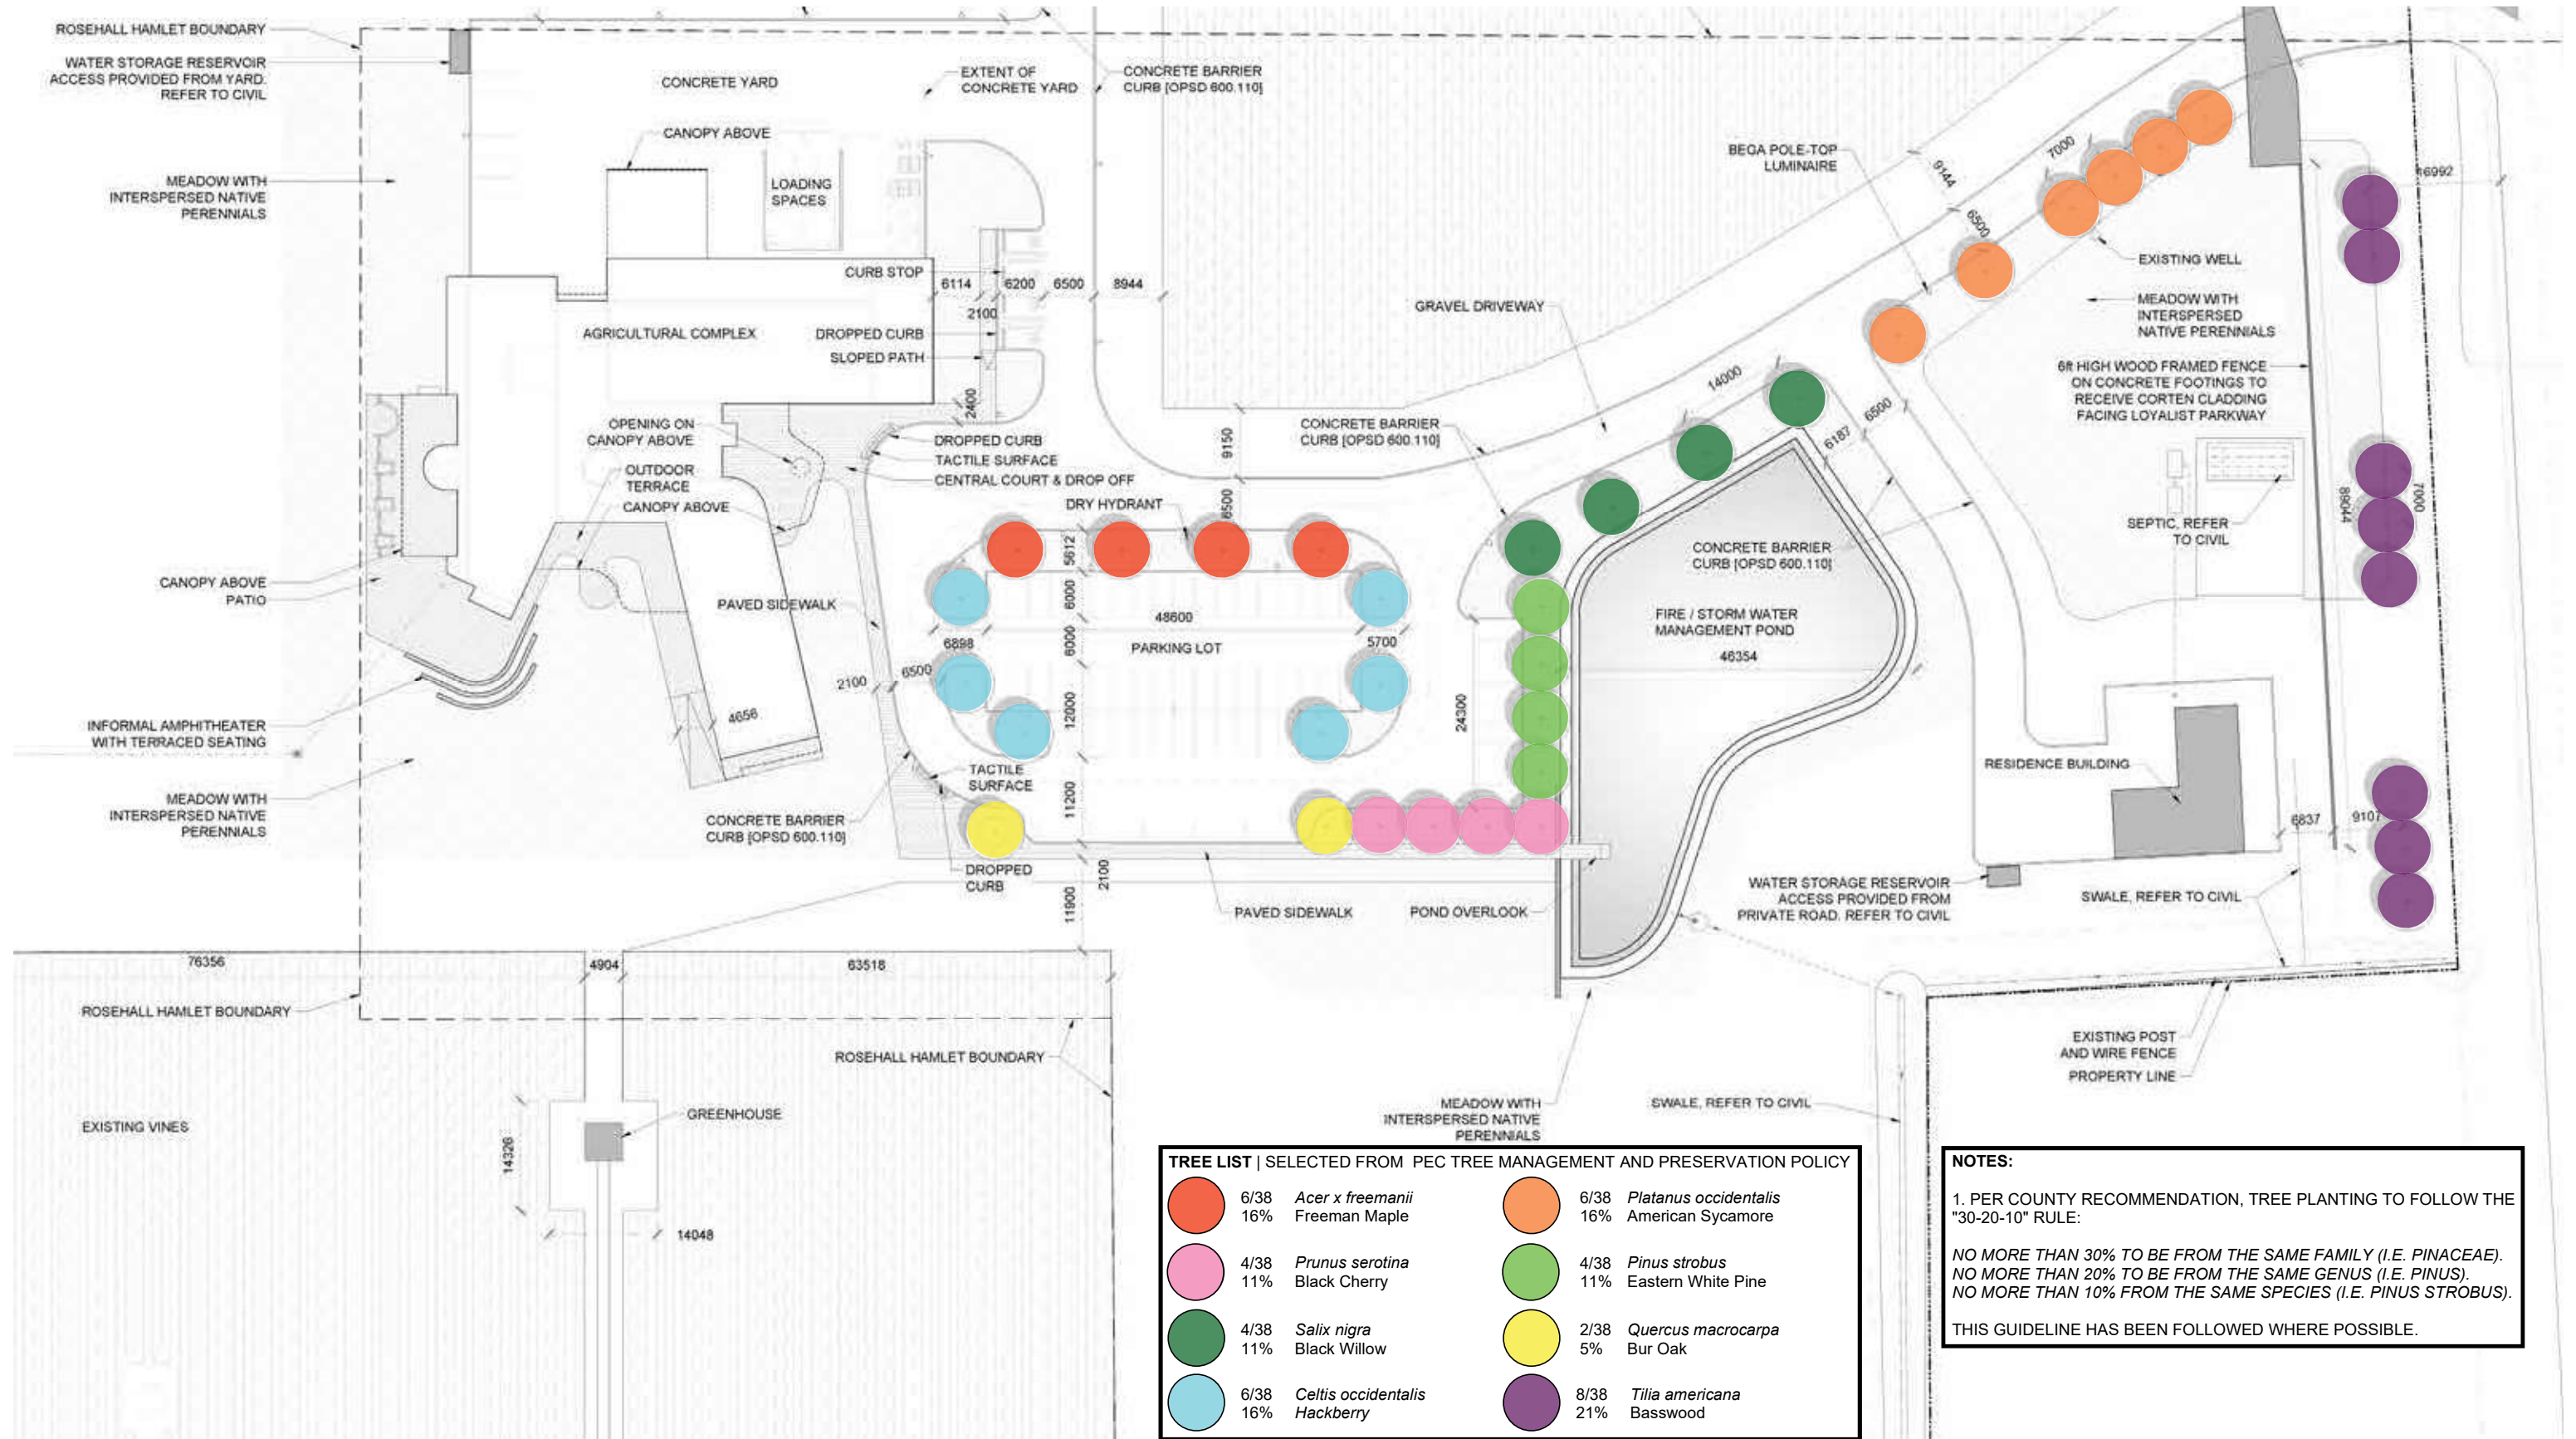 ROSEHALL HAMLET BOUNDARY
WATER STORAGE RESERVOIR
ACCESS PROVIDED FROM YARD.
REFER TO CIVIL
CONCRETE YARD
EXTENT OF
CONCRETE YARD
CONCRETE BARRIER
CURB [OPSD 600.110]
CANOPY ABOVE
LOADING
SPACES
MEADOW WITH
INTERSPERSED NATIVE
PERENNIALS
BEGA POLE-TOP
LUMINAIRE
7000
9144
6500
16992
CURB STOP
6114
6200
6500
8944
2100
EXISTING WELL
MEADOW WITH
INTERSPERSED
NATIVE PERENNIALS
GRAVEL DRIVEWAY
AGRICULTURAL COMPLEX
DROPPED CURB
SLOPED PATH
2400
14000
6ft HIGH WOOD FRAMED FENCE
ON CONCRETE FOOTINGS TO
RECEIVE CORTEN CLADDING
FACING LOYALIST PARKWAY
OPENING ON
CANOPY ABOVE
DROPPED CURB
TACTILE SURFACE
CENTRAL COURT & DROP OFF
9150
CONCRETE BARRIER
CURB [OPSD 600.110]
6187
6500
OUTDOOR
TERRACE
CANOPY ABOVE
DRY HYDRANT
6500
89044
7000
SEPTIC, REFER
TO CIVIL
5612
CONCRETE BARRIER
CURB [OPSD 600.110]
CANOPY ABOVE
PATIO
PAVED SIDEWALK
6000
48600
6000
6898
PARKING LOT
5700
FIRE / STORM WATER
MANAGEMENT POND
46354
2100
6500
12000
24300
4656
INFORMAL AMPHITHEATER
WITH TERRACED SEATING
TACTILE
SURFACE
RESIDENCE BUILDING
MEADOW WITH
INTERSPERSED NATIVE
PERENNIALS
CONCRETE BARRIER
CURB [OPSD 600.110]
11200
6837
9107
DROPPED
CURB
2100
11900
PAVED SIDEWALK
POND OVERLOOK
WATER STORAGE RESERVOIR
ACCESS PROVIDED FROM
PRIVATE ROAD. REFER TO CIVIL
SWALE, REFER TO CIVIL
76356
4904
63518
ROSEHALL HAMLET BOUNDARY
ROSEHALL HAMLET BOUNDARY
EXISTING POST
AND WIRE FENCE
PROPERTY LINE
EXISTING VINES
GREENHOUSE
14326
14048
MEADOW WITH
INTERSPERSED NATIVE
PERENNIALS
SWALE, REFER TO CIVIL
TREE LIST | SELECTED FROM PEC TREE MANAGEMENT AND PRESERVATION POLICY
6/38 Acer x freemanii
16% Freeman Maple
6/38 Platanus occidentalis
16% American Sycamore
4/38 Prunus serotina
11% Black Cherry
4/38 Pinus strobus
11% Eastern White Pine
4/38 Salix nigra
11% Black Willow
2/38 Quercus macrocarpa
5% Bur Oak
6/38 Celtis occidentalis
16% Hackberry
8/38 Tilia americana
21% Basswood
NOTES:
1. PER COUNTY RECOMMENDATION, TREE PLANTING TO FOLLOW THE
"30-20-10" RULE:
NO MORE THAN 30% TO BE FROM THE SAME FAMILY (I.E. PINACEAE).
NO MORE THAN 20% TO BE FROM THE SAME GENUS (I.E. PINUS).
NO MORE THAN 10% FROM THE SAME SPECIES (I.E. PINUS STROBUS).
THIS GUIDELINE HAS BEEN FOLLOWED WHERE POSSIBLE.